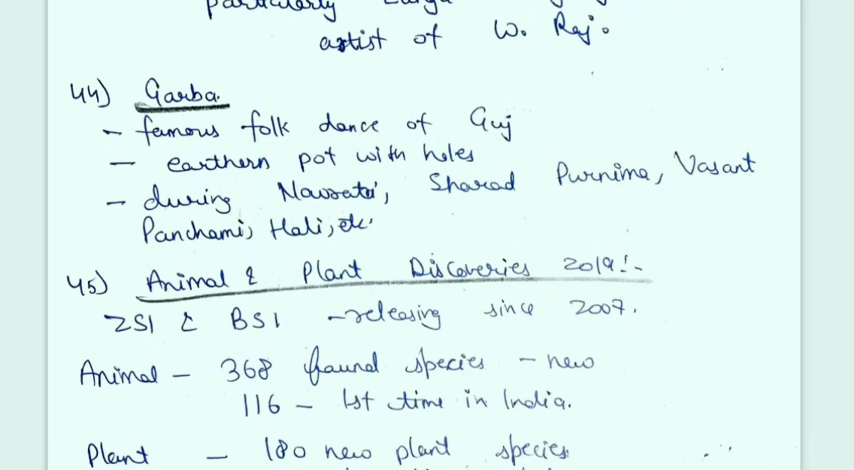 particularly
artist of W. Raj.
44) Garba.
- famous folk dance of Guj
- earthern pot with holes
- during Navratri, Sharad Purnima, Vasant
Panchami, Holi, etc.
45) Animal & Plant Discoveries 2019:-
ZSI & BSI - releasing since 2007.
Animal - 368 faunal species - new
116 - 1st time in India.
Plant - 180 new plant species